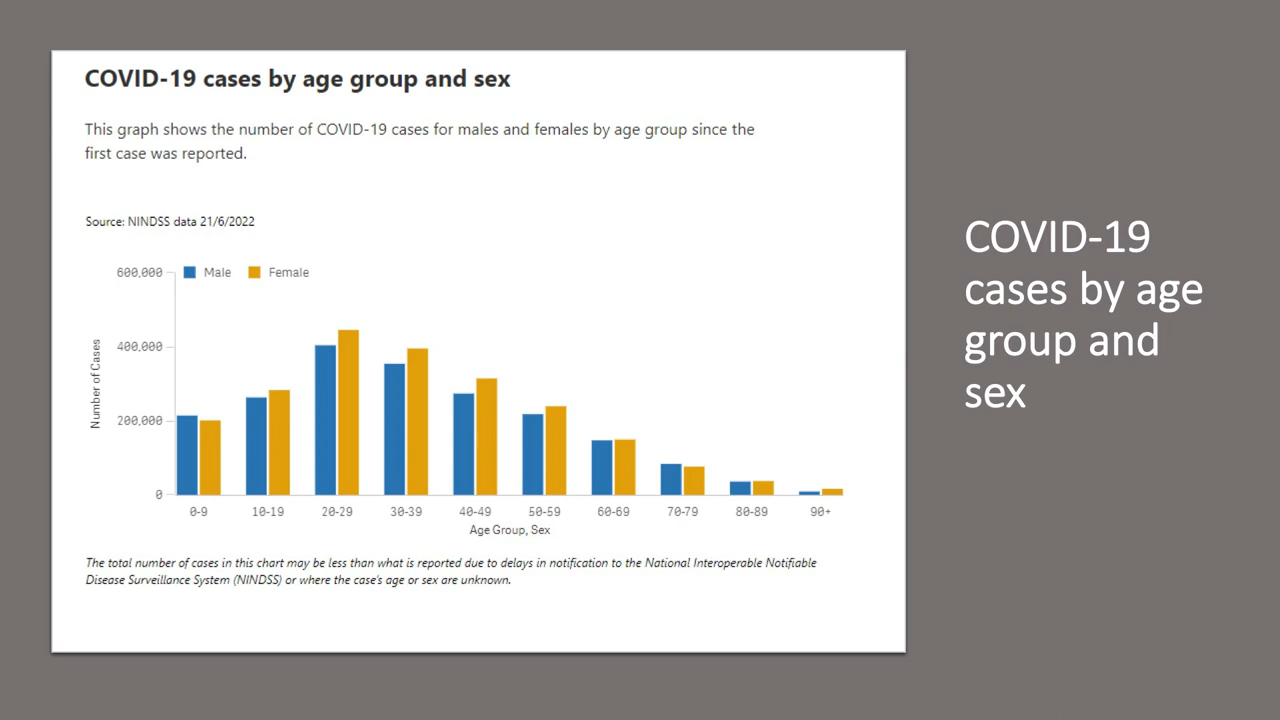 COVID-19 cases by age group and sex
This graph shows the number of COVID-19 cases for males and females by age group since the
first case was reported.
Source: NINDSS data 21/6/2022
Male Female
600,000
400,000
200,000
0
Number of Cases
0-9 10-19 20-29 30-39 40-49 50-59 60-69 70-79 80-89 90+
Age Group, Sex
The total number of cases in this chart may be less than what is reported due to delays in notification to the National Interoperable Notifiable
Disease Surveillance System (NINDSS) or where the case's age or sex are unknown.
COVID-19
cases by age
group and
sex